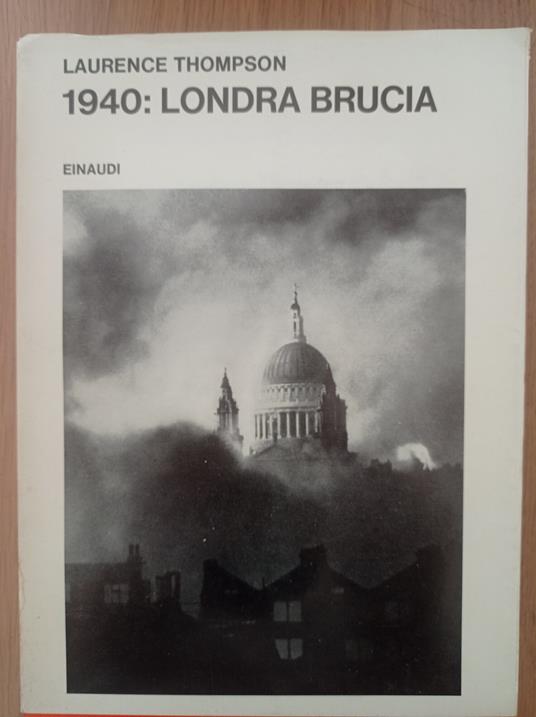 LAURENCE THOMPSON
1940: LONDRA BRUCIA
EINAUDI